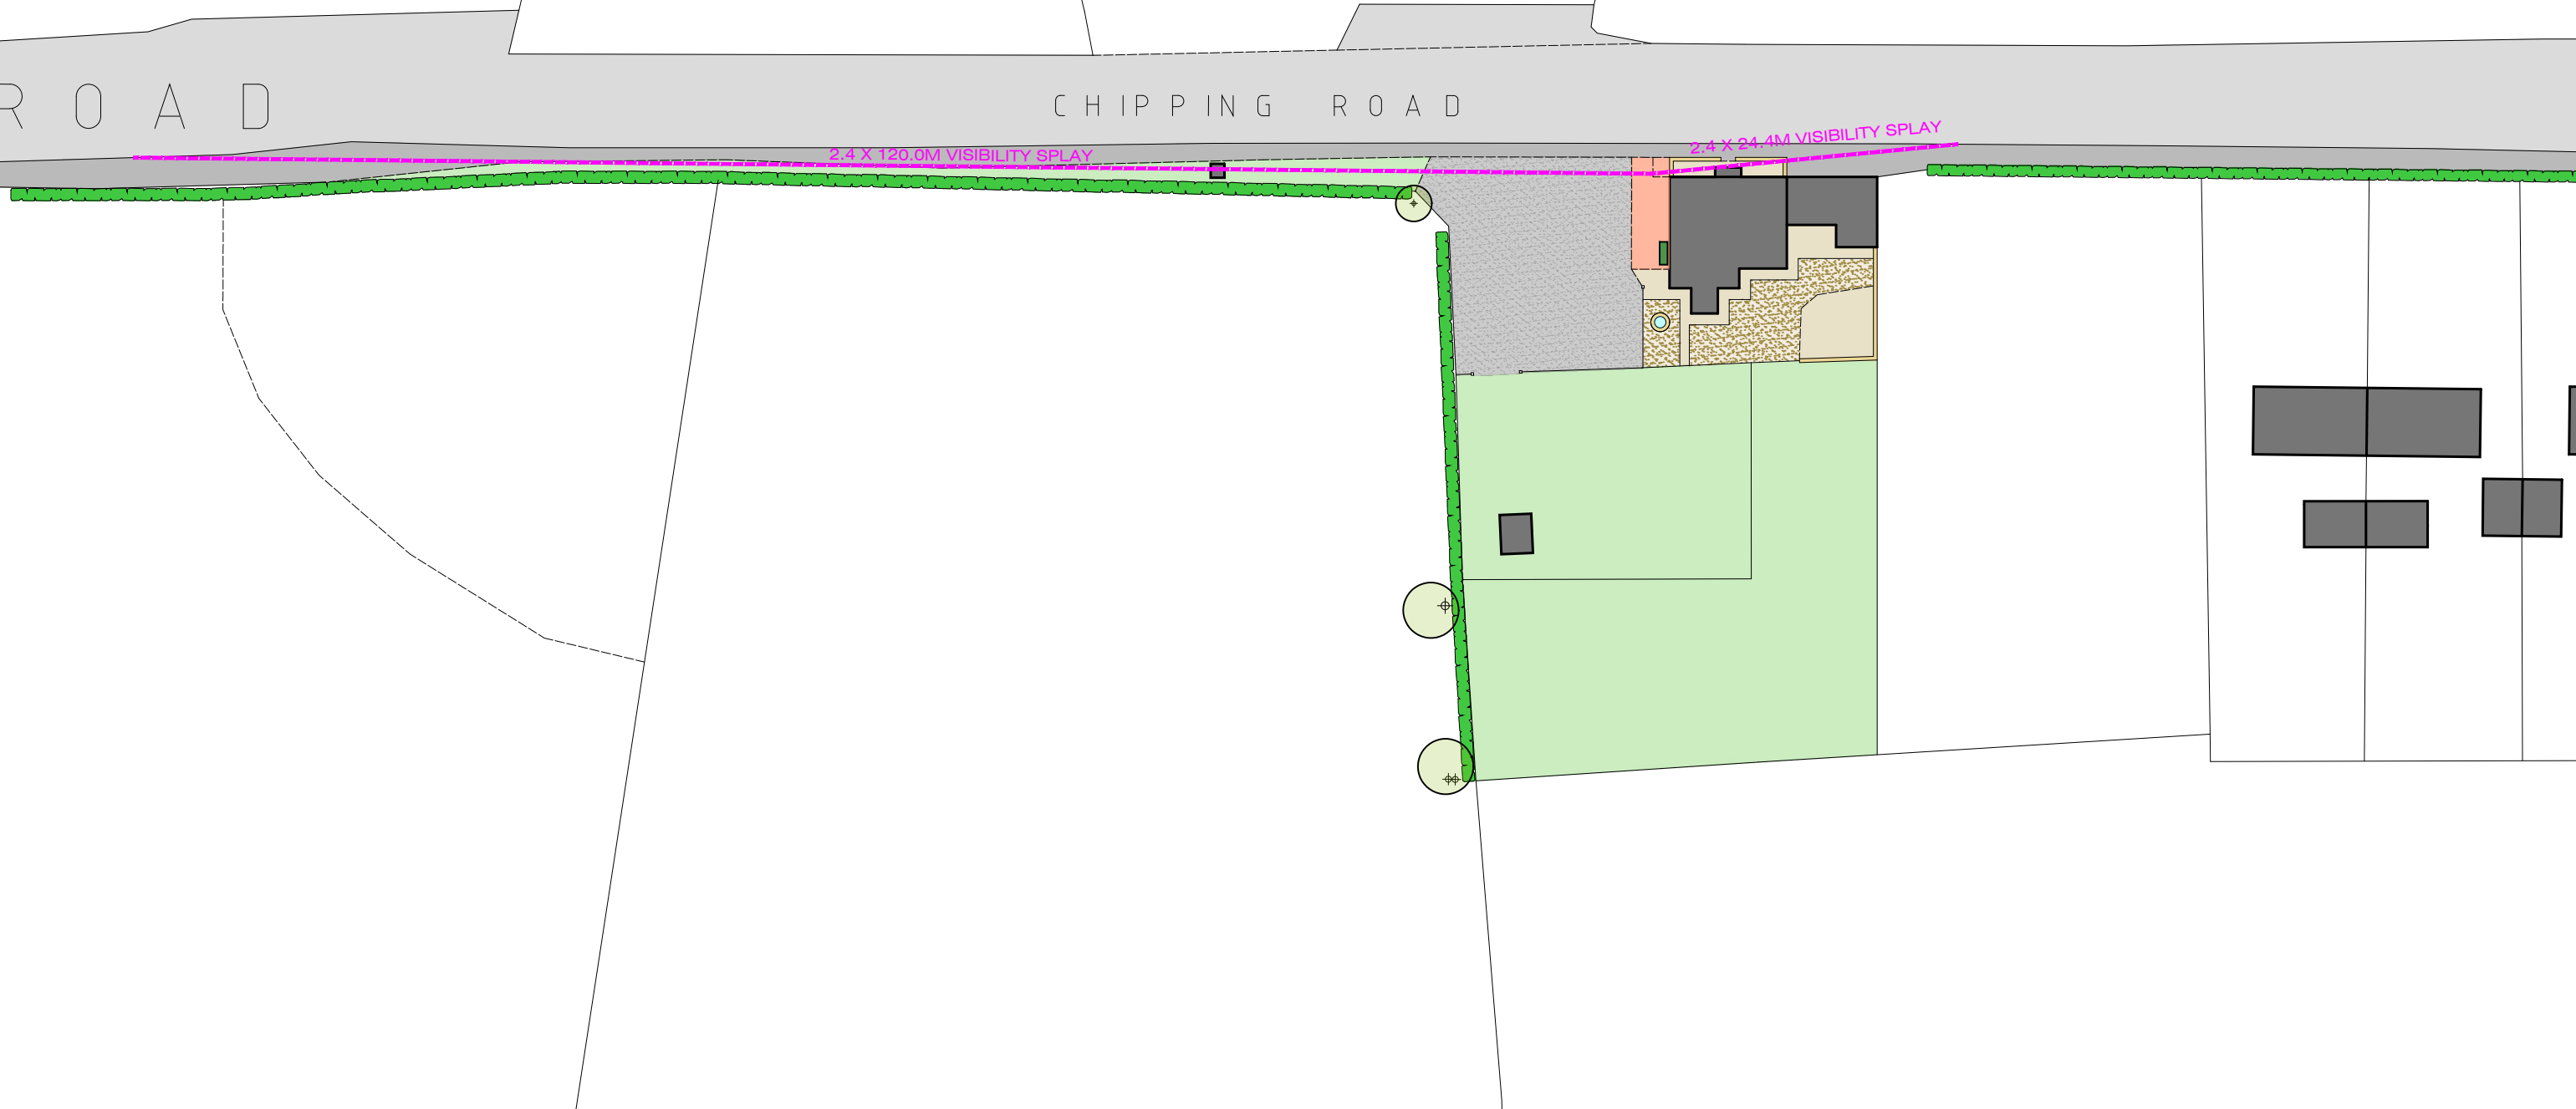 ROAD
CHIPPING ROAD
2.4 X 120.0M VISIBILITY SPLAY
2.4 X 24.4M VISIBILITY SPLAY